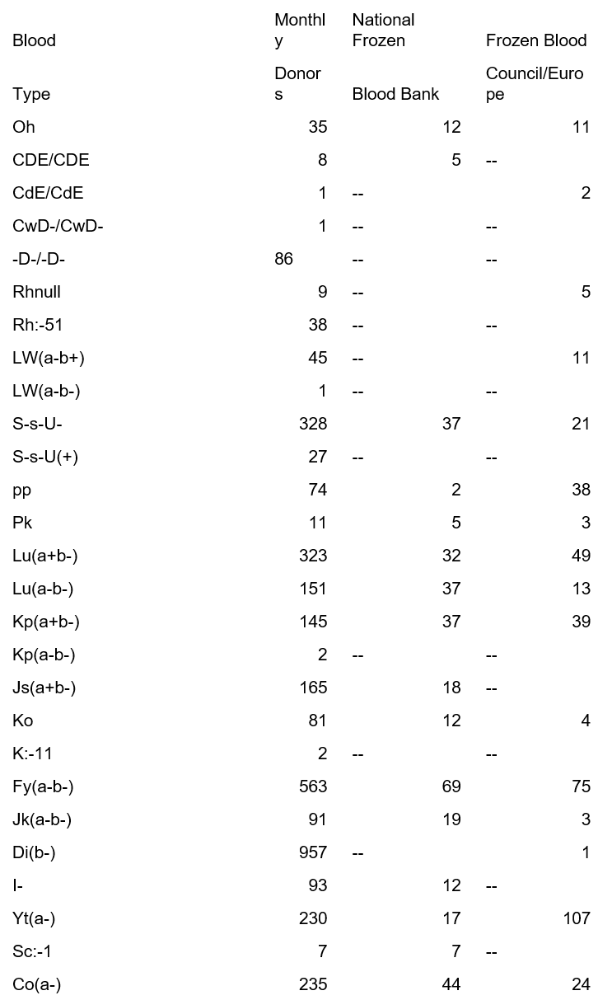 Monthl National
Blood y Frozen Frozen Blood
Donor Council/Euro
Type s Blood Bank pe
Oh 35 12 11
CDE/CDE 8 5 --
CdE/CdE 1 -- 2
CwD-/CwD- 1 -- --
-D-/-D- 86 -- --
Rhnull 9 -- 5
Rh:-51 38 -- --
LW(a-b+) 45 -- 11
LW(a-b-) 1 -- --
S-s-U- 328 37 21
S-s-U(+) 27 -- --
pp 74 2 38
Pk 11 5 3
Lu(a+b-) 323 32 49
Lu(a-b-) 151 37 13
Kp(a+b-) 145 37 39
Kp(a-b-) 2 -- --
Js(a+b-) 165 18 --
Ko 81 12 4
K:-11 2 -- --
Fy(a-b-) 563 69 75
Jk(a-b-) 91 19 3
Di(b-) 957 -- 1
I- 93 12 --
Yt(a-) 230 17 107
Sc:-1 7 7 --
Co(a-) 235 44 24